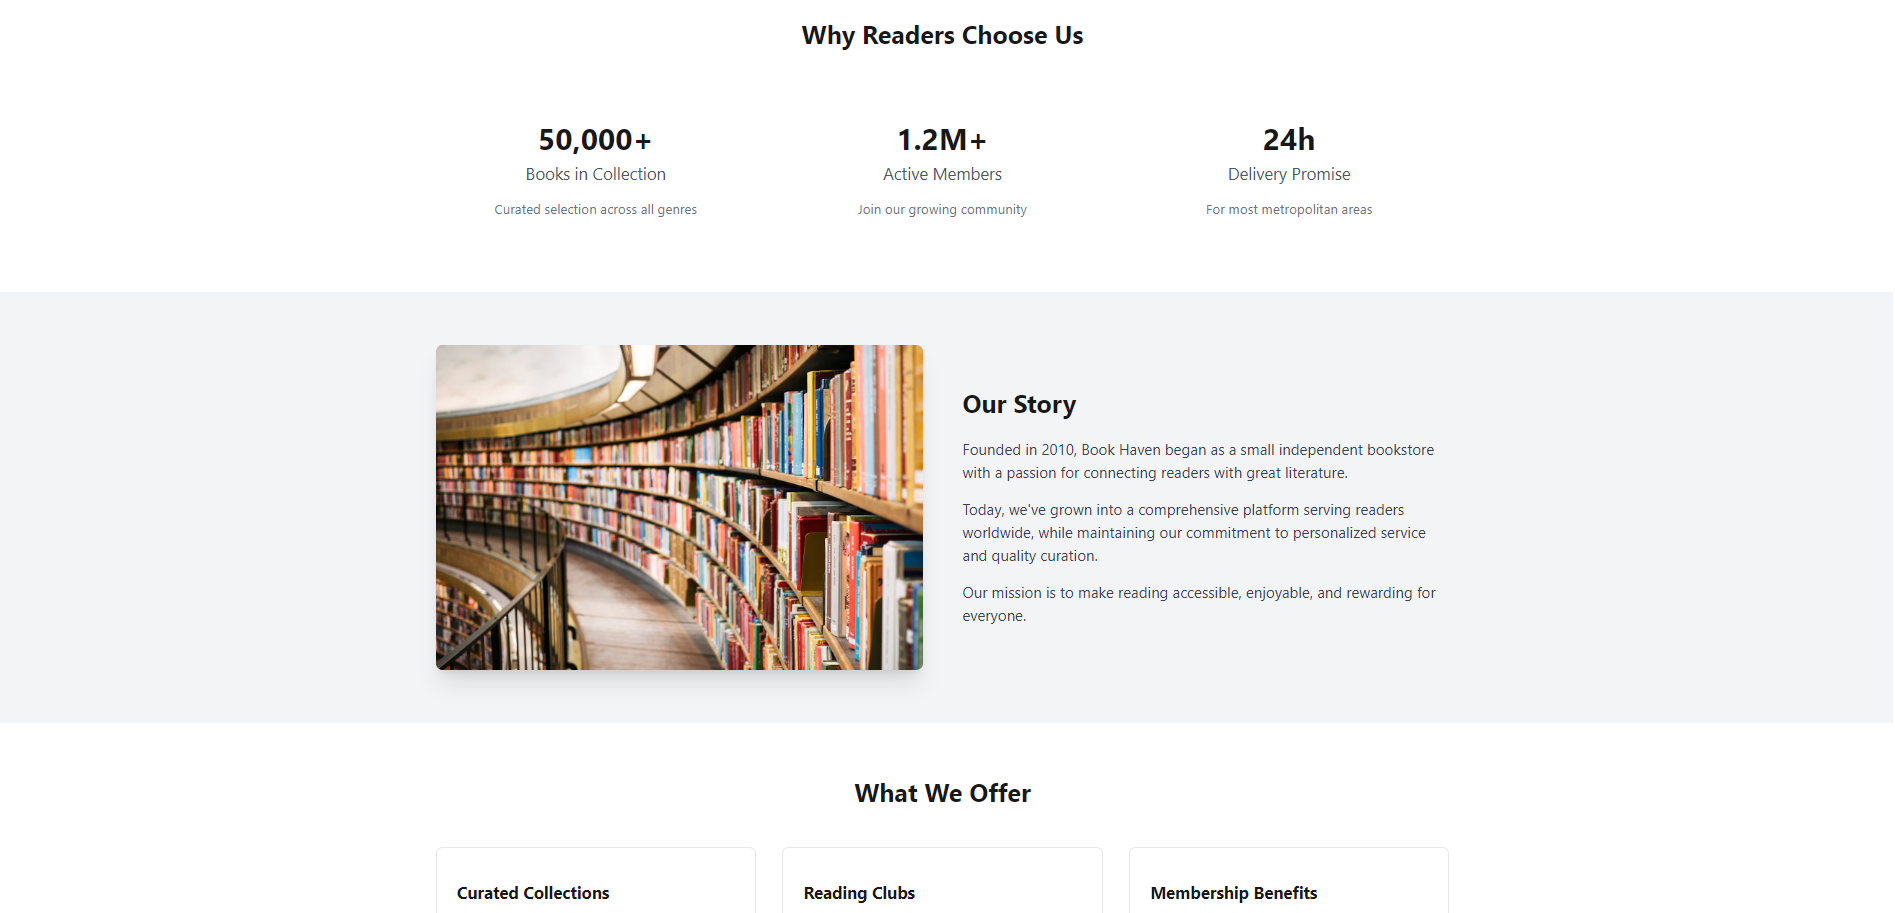 Why Readers Choose Us
50,000+
Books in Collection
Curated selection across all genres
1.2M+
Active Members
Join our growing community
24h
Delivery Promise
For most metropolitan areas
Our Story
Founded in 2010, Book Haven began as a small independent bookstore
with a passion for connecting readers with great literature.
Today, we've grown into a comprehensive platform serving readers
worldwide, while maintaining our commitment to personalized service
and quality curation.
Our mission is to make reading accessible, enjoyable, and rewarding for
everyone.
What We Offer
Curated Collections
Reading Clubs
Membership Benefits